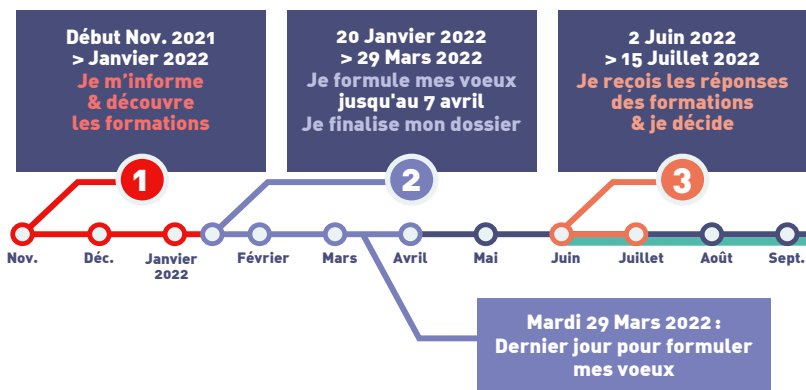 Début Nov. 2021
> Janvier 2022
Je m'informe
& découvre
les formations
1
20 Janvier 2022
> 29 Mars 2022
Je formule mes voeux
jusqu'au 7 avril
Je finalise mon dossier
2
2 Juin 2022
> 15 Juillet 2022
Je reçois les réponses
des formations
& je décide
3
Nov.
Déc.
Janvier
2022
Février
Mars
Avril
Mai
Juin
Juillet
Août
Sept.
Mardi 29 Mars 2022 :
Dernier jour pour formuler
mes voeux